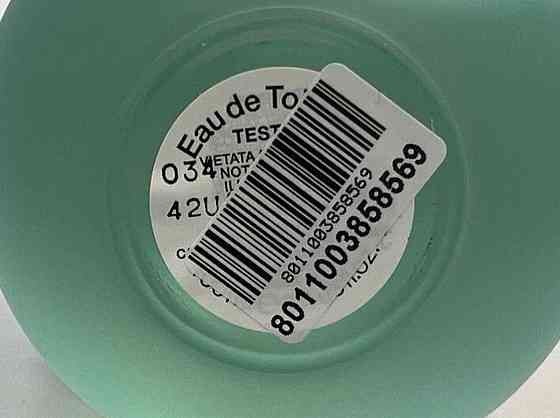 Eau de To
TEST
034
VIETATA
NOT
42U
8011003858569
8011003858569